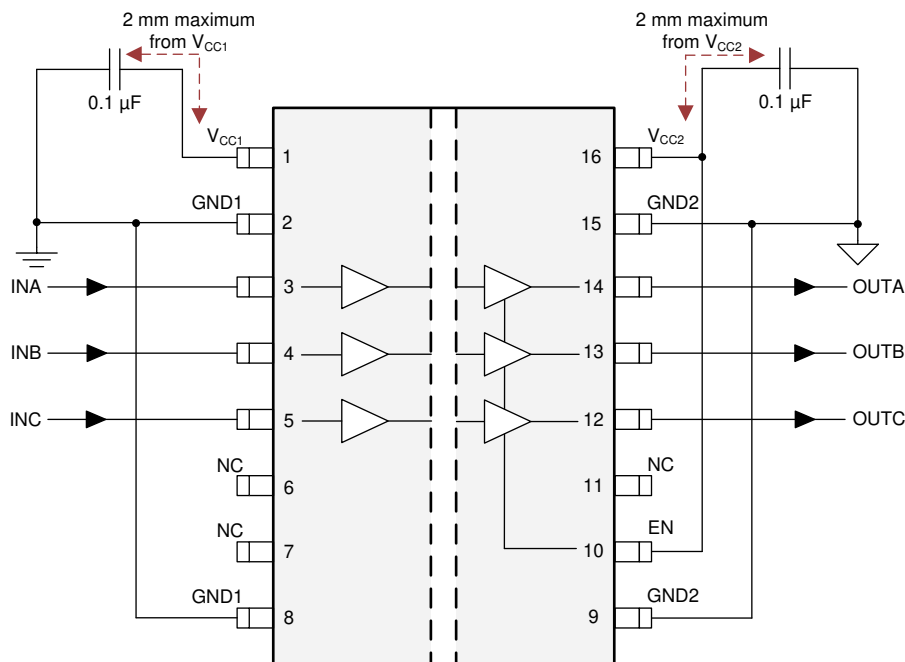 2 mm maximum
from VCC1
2 mm maximum
from VCC2
0.1 µF
0.1 µF
VCC1
1
16
VCC2
GND1
2
15
GND2
INA
3
14
OUTA
INB
4
13
OUTB
INC
5
12
OUTC
NC
6
11
NC
NC
7
10
EN
GND1
8
9
GND2